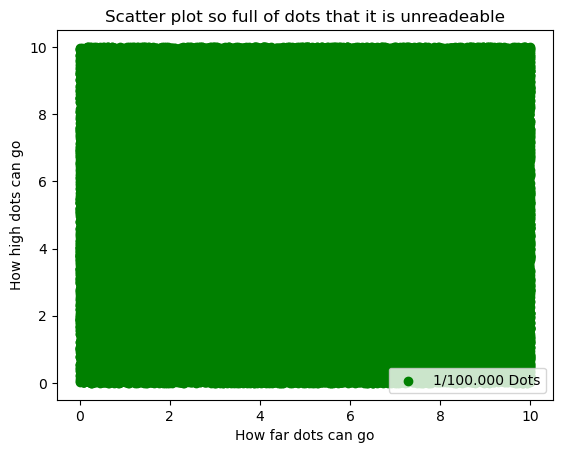 Scatter plot so full of dots that it is unreadeable
10
8
6
4
2
0
How high dots can go
1/100.000 Dots
0 2 4 6 8 10
How far dots can go